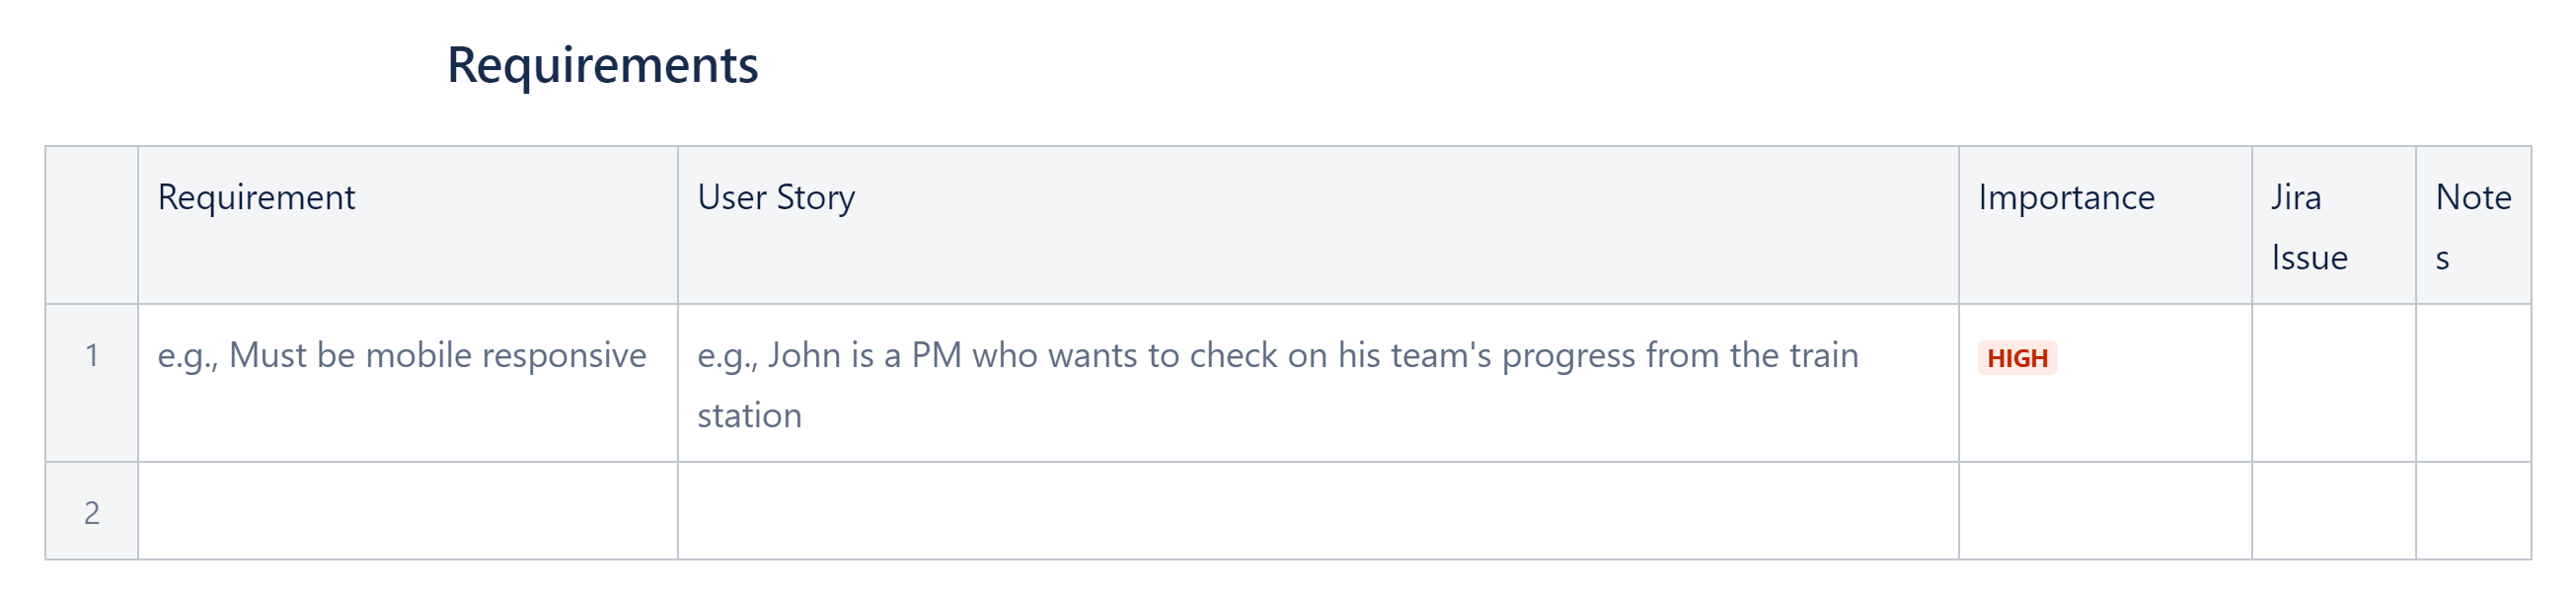 Requirements
Requirement
User Story
Importance
Jira
Issue
Note
s
1
e.g., Must be mobile responsive
e.g., John is a PM who wants to check on his team's progress from the train
station
HIGH
2